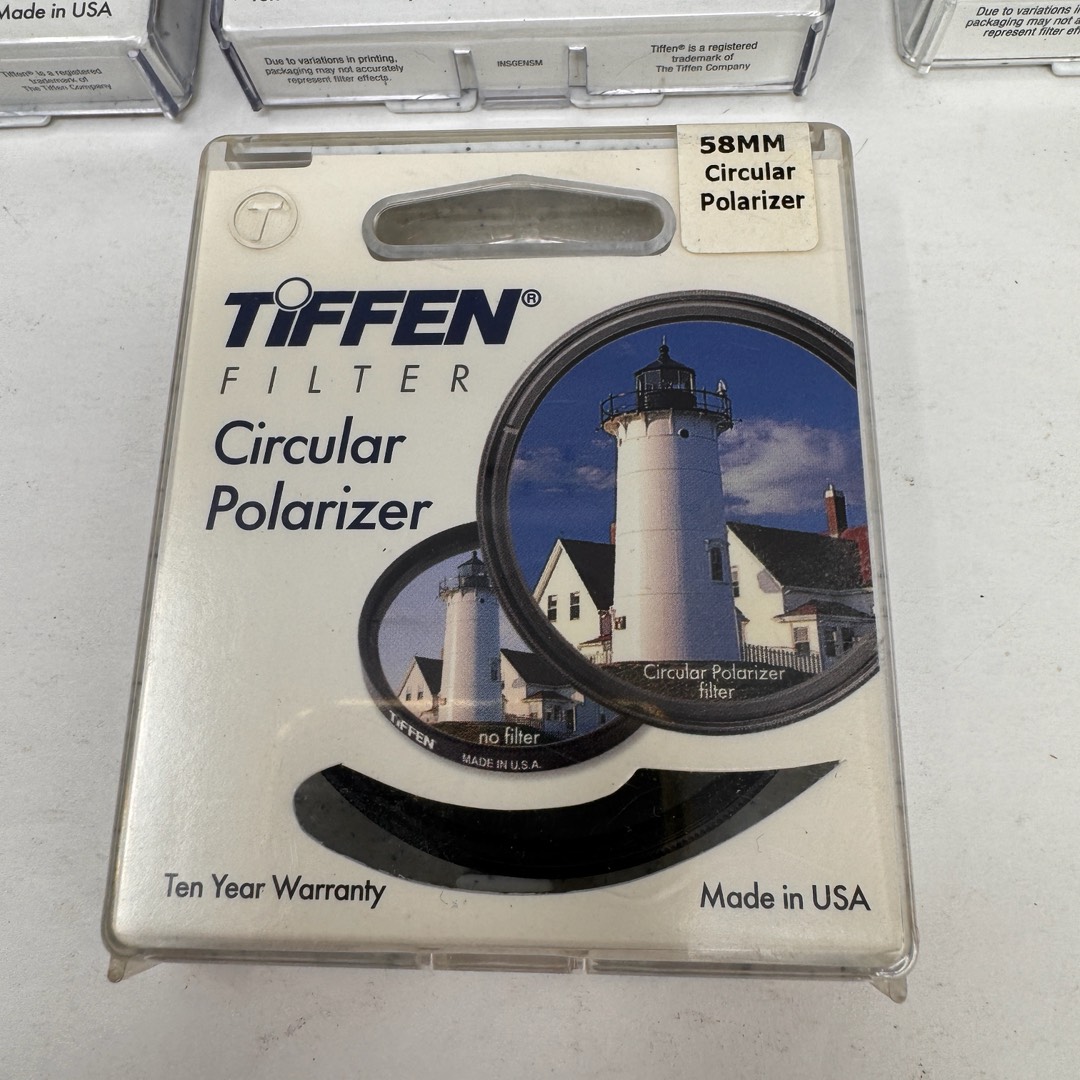 Made in USA
Tiffen® is a registered
trademark of
The Tiffen Company
Due to variations in printing,
packaging may not accurately
represent filter effects.
INSGENSM
Tiffen® is a registered
trademark of
The Tiffen Company
Due to variations
packaging may not
represent filter
58MM
Circular
Polarizer
T
TiFFEN®
FILTER
Circular
Polarizer
Circular Polarizer
filter
no filter
TiFFEN
MADE IN U.S.A.
Ten Year Warranty
Made in USA